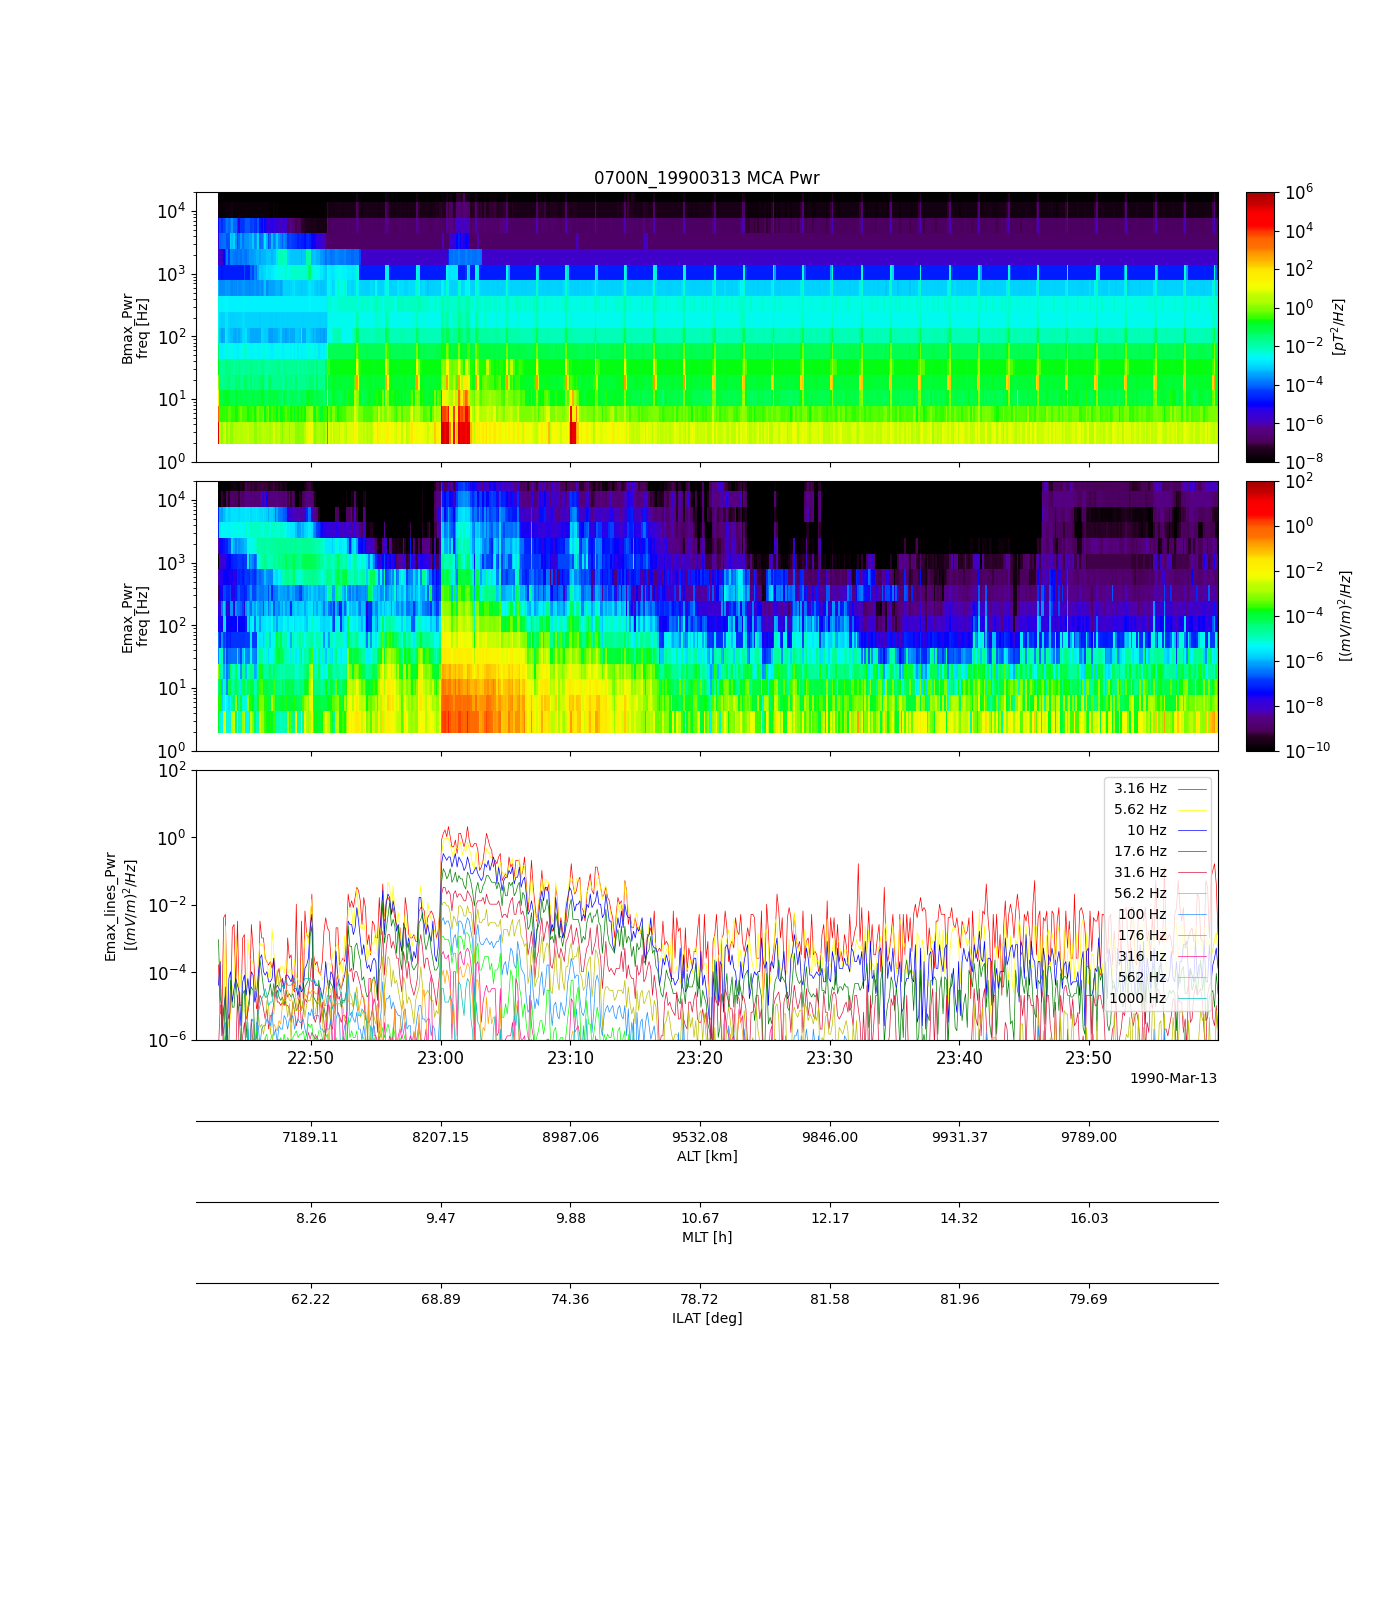 0700N_19900313 MCA Pwr
10^4
10^3
10^2
10^1
10^0
Bmax_Pwr
freq [Hz]
10^6
10^4
10^2
10^0
10^-2
10^-4
10^-6
10^-8
[pT^2/Hz]
10^4
10^3
10^2
10^1
10^0
Emax_Pwr
freq [Hz]
10^2
10^0
10^-2
10^-4
10^-6
10^-8
10^-10
[(mV/m)^2/Hz]
10^2
10^0
10^-2
10^-4
10^-6
Emax_lines_Pwr
[(mV/m)^2/Hz]
3.16 Hz
5.62 Hz
10 Hz
17.6 Hz
31.6 Hz
56.2 Hz
100 Hz
176 Hz
316 Hz
562 Hz
1000 Hz
22:50 23:00 23:10 23:20 23:30 23:40 23:50
1990-Mar-13
7189.11 8207.15 8987.06 9532.08 9846.00 9931.37 9789.00
ALT [km]
8.26 9.47 9.88 10.67 12.17 14.32 16.03
MLT [h]
62.22 68.89 74.36 78.72 81.58 81.96 79.69
ILAT [deg]